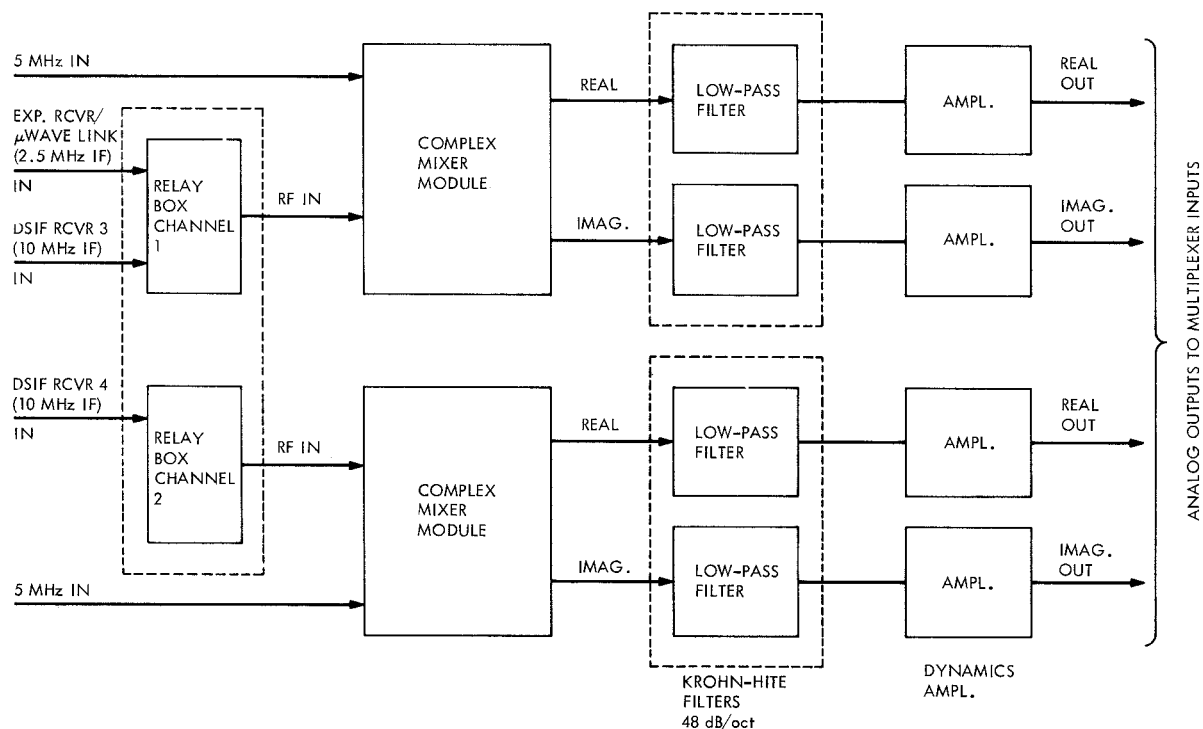 5 MHz IN
EXP. RCVR/
μWAVE LINK
(2.5 MHz IF)
IN
DSIF RCVR 3
(10 MHz IF)
IN
RELAY
BOX
CHANNEL
1
RF IN
COMPLEX
MIXER
MODULE
REAL
IMAG.
LOW-PASS
FILTER
LOW-PASS
FILTER
AMPL.
AMPL.
REAL
OUT
IMAG.
OUT
DSIF RCVR 4
(10 MHz IF)
IN
RELAY
BOX
CHANNEL
2
RF IN
5 MHz IN
COMPLEX
MIXER
MODULE
REAL
IMAG.
LOW-PASS
FILTER
LOW-PASS
FILTER
AMPL.
AMPL.
REAL
OUT
IMAG.
OUT
KROHN-HITE
FILTERS
48 dB/oct
DYNAMICS
AMPL.
ANALOG OUTPUTS TO MULTIPLEXER INPUTS